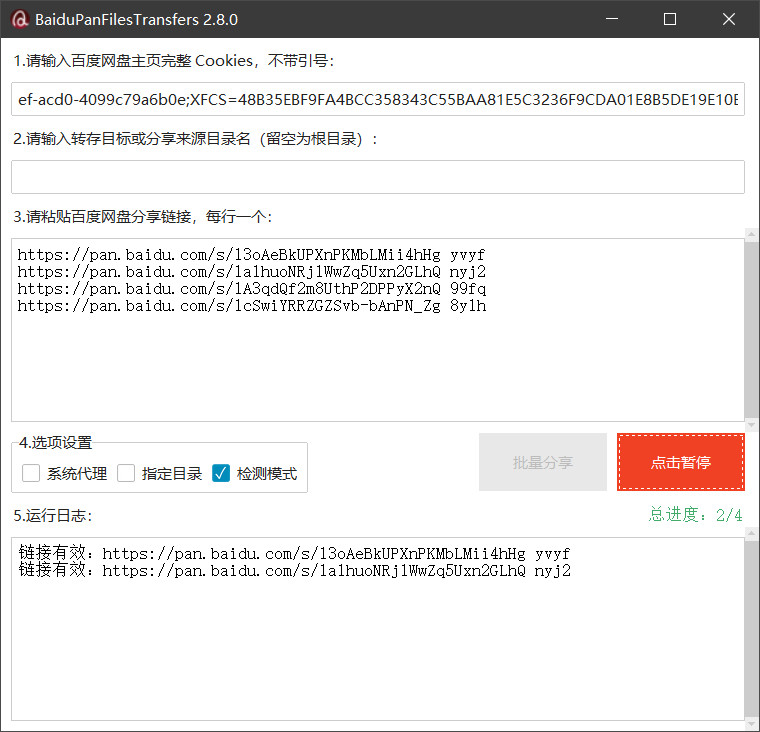 BaiduPanFilesTransfers 2.8.0
1.请输入百度网盘主页完整 Cookies，不带引号：
ef-acd0-4099c79a6b0e;XFCS=48B35EBF9FA4BCC358343C55BAA81E5C3236F9CDA01E8B5DE19E10E
2.请输入转存目标或分享来源目录名（留空为根目录）：
3.请粘贴百度网盘分享链接，每行一个：
https://pan.baidu.com/s/13oAeBkUPXnPKMbLMii4hHg yvyf
https://pan.baidu.com/s/1a1huoNRj1WwZq5Uxn2GLhQ nyj2
https://pan.baidu.com/s/1A3qdQf2m8UthP2DPPyX2nQ 99fq
https://pan.baidu.com/s/1cSwiYRRZGZSvb-bAnPN_Zg 8y1h
4.选项设置
系统代理 指定目录 检测模式
批量分享 点击暂停
5.运行日志：
总进度：2/4
链接有效：https://pan.baidu.com/s/13oAeBkUPXnPKMbLMii4hHg yvyf
链接有效：https://pan.baidu.com/s/1a1huoNRj1WwZq5Uxn2GLhQ nyj2